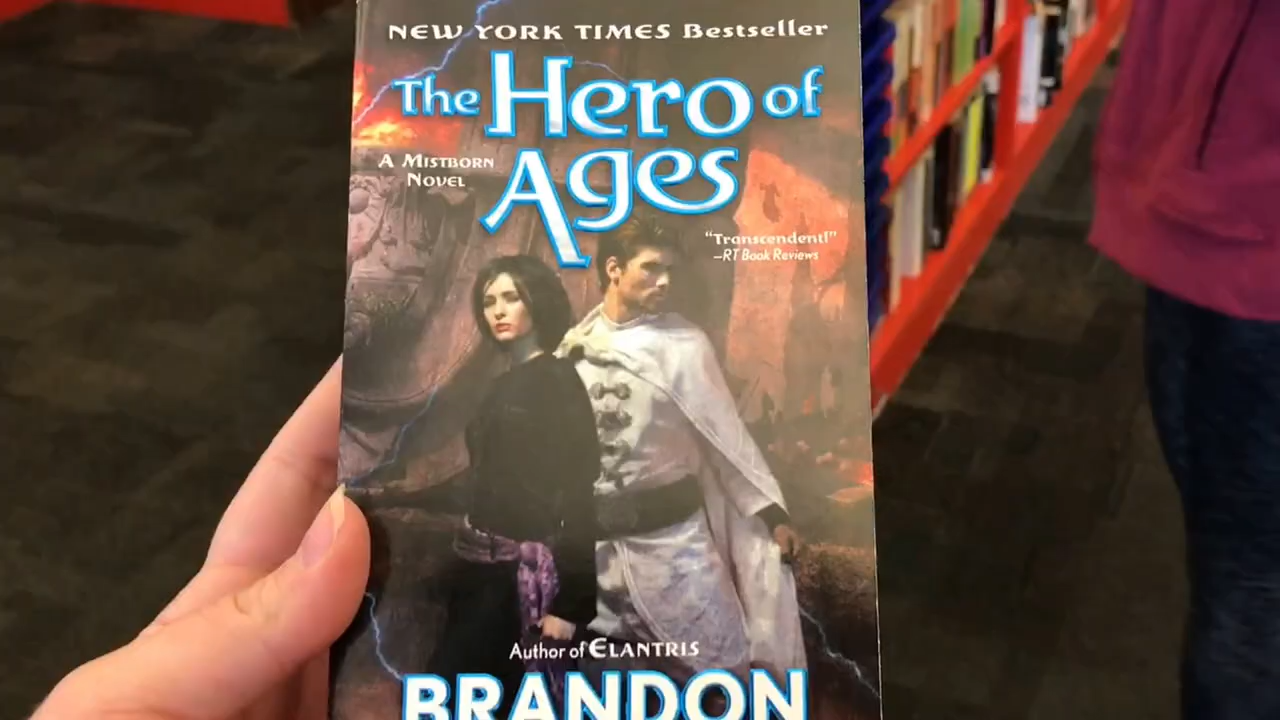 NEW YORK TIMES Bestseller
The Hero of
Ages
A MISTBORN
NOVEL
"Transcendent!"
—RT Book Reviews
Author of ELANTRIS
BRANDON